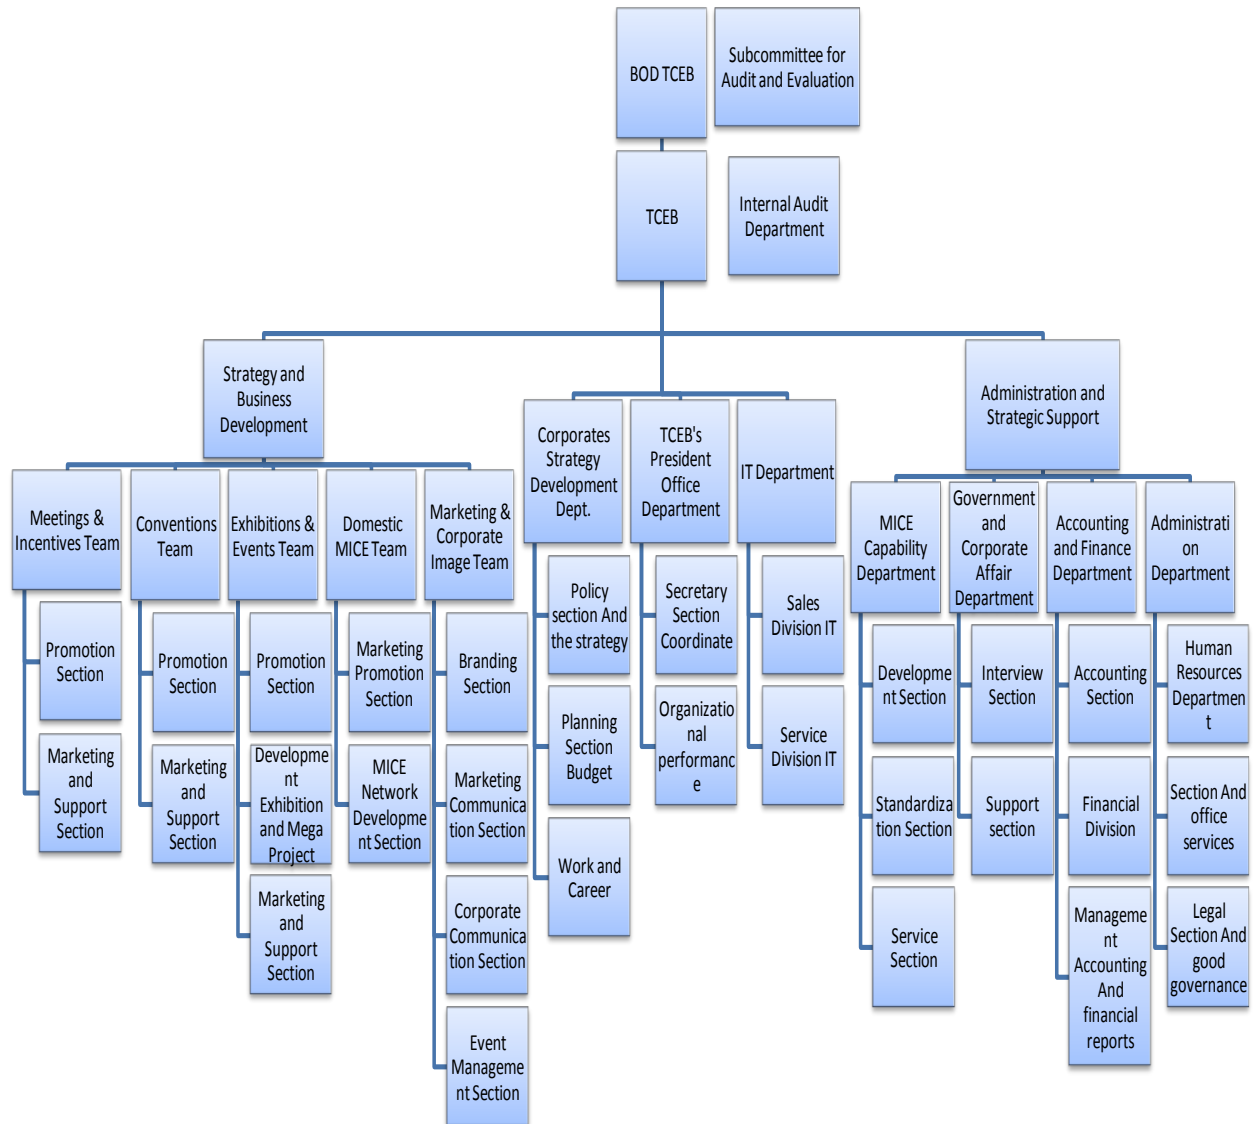 BOD TCEB
Subcommittee for
Audit and Evaluation
TCEB
Internal Audit
Department
Strategy and
Business
Development
Corporates
Strategy
Development
Dept.
TCEB's
President
Office
Department
IT Department
Administration and
Strategic Support
Meetings &
Incentives Team
Conventions
Team
Exhibitions &
Events Team
Domestic
MICE Team
Marketing &
Corporate
Image Team
MICE
Capability
Department
Government
and
Corporate
Affair
Department
Accounting
and Finance
Department
Administrati
on
Department
Promotion
Section
Marketing
and
Support
Section
Promotion
Section
Marketing
and
Support
Section
Promotion
Section
Developme
nt
Exhibition
and Mega
Project
Marketing
and
Support
Section
Marketing
Promotion
Section
MICE
Network
Developme
nt Section
Branding
Section
Marketing
Communica
tion Section
Corporate
Communica
tion Section
Event
Manageme
nt Section
Policy
section And
the strategy
Planning
Section
Budget
Work and
Career
Secretary
Section
Coordinate
Organizatio
nal
performanc
e
Sales
Division IT
Service
Division IT
Developme
nt Section
Standardiza
tion Section
Service
Section
Interview
Section
Support
section
Accounting
Section
Financial
Division
Manageme
nt
Accounting
And
financial
reports
Human
Resources
Departmen
t
Section And
office
services
Legal
Section And
good
governance